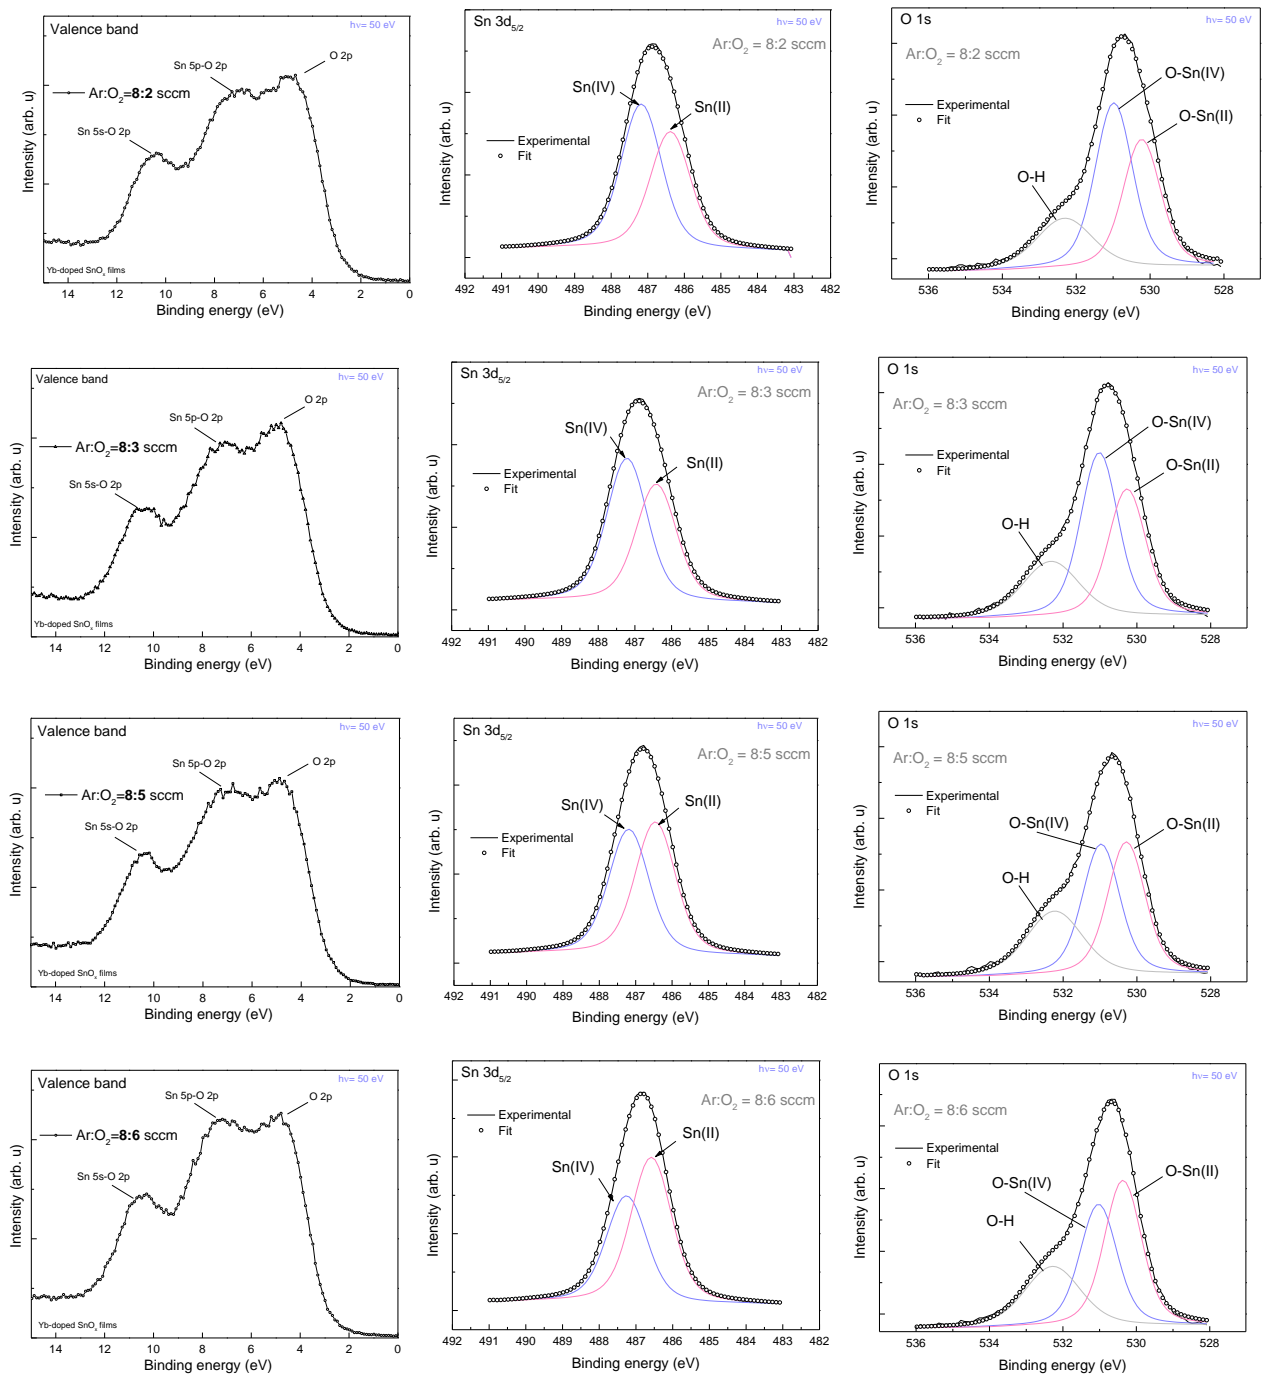 Valence band
hν= 50 eV
O 2p
Sn 5p-O 2p
Ar:O₂=8:2 sccm
Sn 5s-O 2p
Yb-doped SnOₓ films
14 12 10 8 6 4 2 0
Binding energy (eV)
Intensity (arb. u)
Sn 3d₅/₂
hν= 50 eV
Ar:O₂ = 8:2 sccm
Sn(IV)
Sn(II)
Experimental
Fit
492 491 490 489 488 487 486 485 484 483 482
Binding energy (eV)
Intensity (arb. u)
O 1s
hν= 50 eV
Ar:O₂ = 8:2 sccm
O-Sn(IV)
Experimental
Fit
O-Sn(II)
O-H
536 534 532 530 528
Binding energy (eV)
Intensity (arb. u)
Valence band
hν= 50 eV
O 2p
Sn 5p-O 2p
Ar:O₂=8:3 sccm
Sn 5s-O 2p
Yb-doped SnOₓ films
14 12 10 8 6 4 2 0
Binding energy (eV)
Intensity (arb. u)
Sn 3d₅/₂
hν= 50 eV
Ar:O₂ = 8:3 sccm
Sn(IV)
Sn(II)
Experimental
Fit
492 491 490 489 488 487 486 485 484 483 482
Binding energy (eV)
Intensity (arb. u)
O 1s
hν= 50 eV
Ar:O₂ = 8:3 sccm
O-Sn(IV)
Experimental
Fit
O-Sn(II)
O-H
536 534 532 530 528
Binding energy (eV)
Intensity (arb. u)
Valence band
hν= 50 eV
Sn 5p-O 2p
O 2p
Ar:O₂=8:5 sccm
Sn 5s-O 2p
Yb-doped SnOₓ films
14 12 10 8 6 4 2 0
Binding energy (eV)
Intensity (arb. u)
Sn 3d₅/₂
hν= 50 eV
Ar:O₂ = 8:5 sccm
Sn(IV)
Sn(II)
Experimental
Fit
492 491 490 489 488 487 486 485 484 483 482
Binding energy (eV)
Intensity (arb. u)
O 1s
hν= 50 eV
Ar:O₂ = 8:5 sccm
Experimental
Fit
O-Sn(IV)
O-Sn(II)
O-H
536 534 532 530 528
Binding energy (eV)
Intensity (arb. u)
Valence band
hν= 50 eV
Sn 5p-O 2p
O 2p
Ar:O₂=8:6 sccm
Sn 5s-O 2p
Yb-doped SnOₓ films
14 12 10 8 6 4 2 0
Binding energy (eV)
Intensity (arb. u)
Sn 3d₅/₂
hν= 50 eV
Ar:O₂ = 8:6 sccm
Experimental
Fit
Sn(II)
Sn(IV)
492 491 490 489 488 487 486 485 484 483 482
Binding energy (eV)
Intensity (arb. u)
O 1s
hν= 50 eV
Ar:O₂ = 8:6 sccm
Experimental
Fit
O-Sn(II)
O-Sn(IV)
O-H
536 534 532 530 528
Binding energy (eV)
Intensity (arb. u)